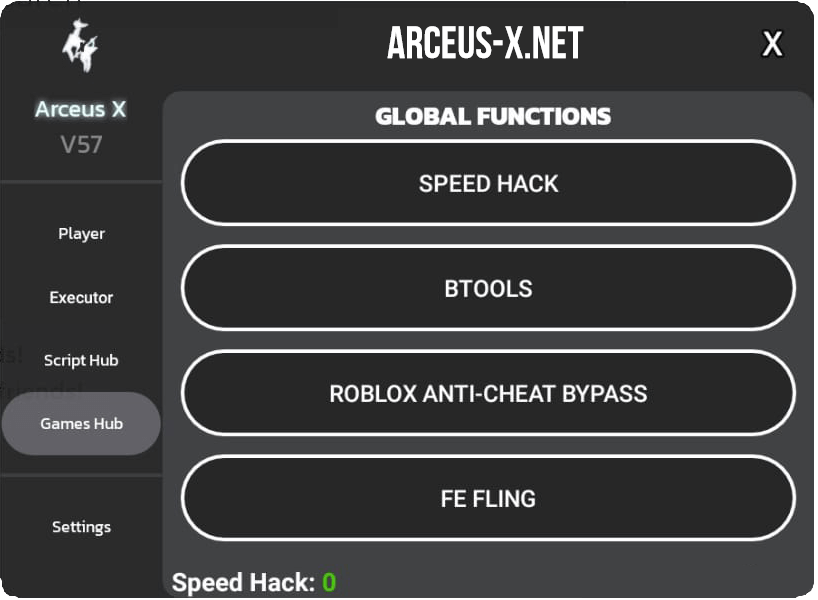 ARCEUS-X.NET
X
Arceus X
V57
GLOBAL FUNCTIONS
SPEED HACK
Player
BTOOLS
Executor
Script Hub
ROBLOX ANTI-CHEAT BYPASS
Games Hub
FE FLING
Settings
Speed Hack: 0
friends!